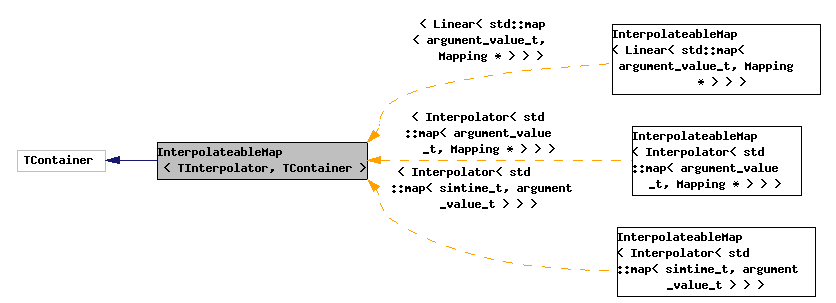 TContainer
InterpolateableMap
< TInterpolator, TContainer >
< Linear< std::map
< argument_value_t,
Mapping * > > >
< Interpolator< std
::map< argument_value
_t, Mapping * > > >
< Interpolator< std
::map< simtime_t, argument
_value_t > > >
InterpolateableMap
< Linear< std::map<
argument_value_t, Mapping
* > > >
InterpolateableMap
< Interpolator< std
::map< argument_value
_t, Mapping * > > >
InterpolateableMap
< Interpolator< std
::map< simtime_t, argument
_value_t > > >